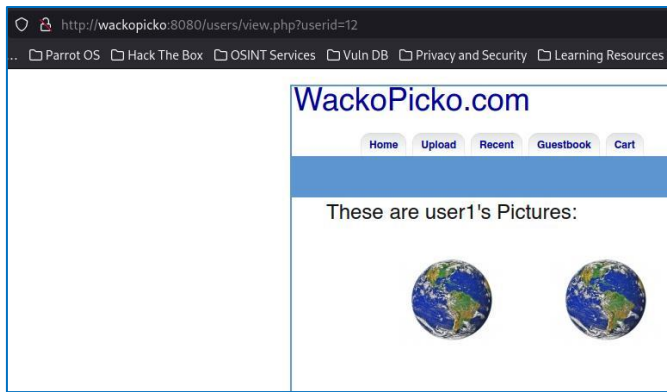 http://wackopicko:8080/users/view.php?userid=12
.. Parrot OS Hack The Box OSINT Services Vuln DB Privacy and Security Learning Resources
WackoPicko.com
Home Upload Recent Guestbook Cart
These are user1's Pictures: